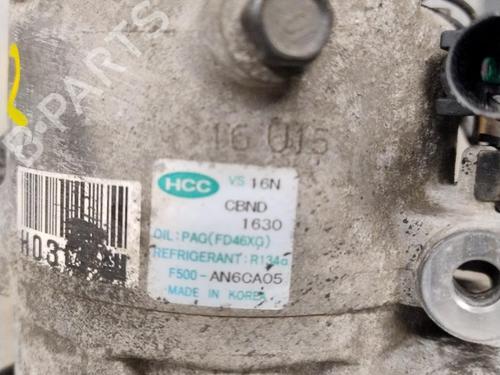 B-PARTS
16 015
HCC VS 16N
CBND
1630
OIL:PAG(FD46XG)
REFRIGERANT:R134a
F500-AN6CA05
MADE IN KOREA